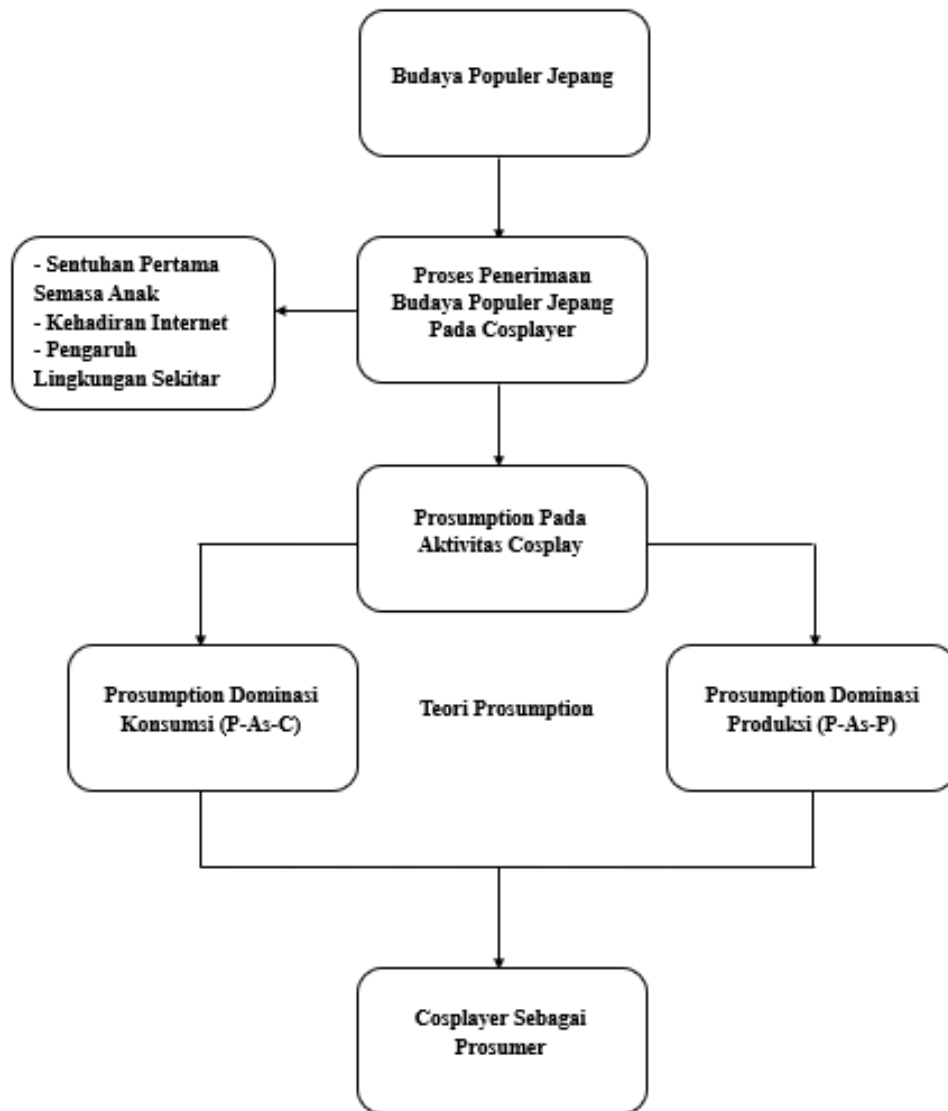 Budaya Populer Jepang
Proses Penerimaan
Budaya Populer Jepang
Pada Cosplayer
- Sentuhan Pertama
Semasa Anak
- Kehadiran Internet
- Pengaruh
Lingkungan Sekitar
Prosumption Pada
Aktivitas Cosplay
Prosumption Dominasi
Konsumsi (P-As-C)
Teori Prosumption
Prosumption Dominasi
Produksi (P-As-P)
Cosplayer Sebagai
Prosumer